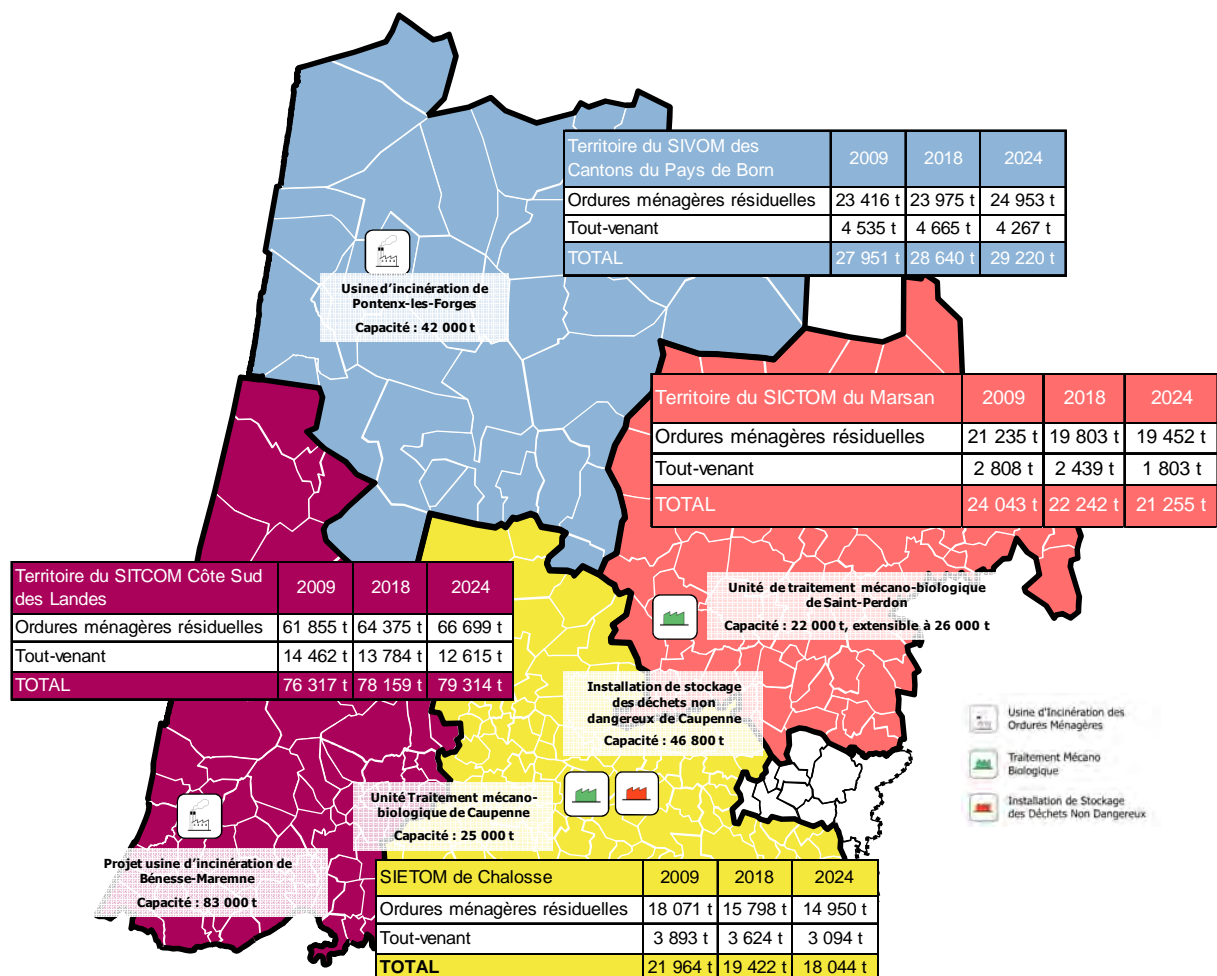 Territoire du SIVOM des
Cantons du Pays de Born 2009 2018 2024
Ordures ménagères résiduelles 23 416 t 23 975 t 24 953 t
Tout-venant 4 535 t 4 665 t 4 267 t
TOTAL 27 951 t 28 640 t 29 220 t
Usine d'incinération de
Pontenx-les-Forges
Capacité : 42 000 t
Territoire du SICTOM du Marsan 2009 2018 2024
Ordures ménagères résiduelles 21 235 t 19 803 t 19 452 t
Tout-venant 2 808 t 2 439 t 1 803 t
TOTAL 24 043 t 22 242 t 21 255 t
Territoire du SITCOM Côte Sud
des Landes 2009 2018 2024
Ordures ménagères résiduelles 61 855 t 64 375 t 66 699 t
Tout-venant 14 462 t 13 784 t 12 615 t
TOTAL 76 317 t 78 159 t 79 314 t
Unité de traitement mécano-biologique
de Saint-Perdon
Capacité : 22 000 t, extensible à 26 000 t
Installation de stockage
des déchets non
dangereux de Caupenne
Capacité : 46 800 t
Usine d'Incinération des
Ordures Ménagères
Traitement Mécano
Biologique
Installation de Stockage
des Déchets Non Dangereux
Unité Traitement mécano-
biologique de Caupenne
Capacité : 25 000 t
Projet usine d'incinération de
Bénesse-Maremne
Capacité : 83 000 t
SIETOM de Chalosse 2009 2018 2024
Ordures ménagères résiduelles 18 071 t 15 798 t 14 950 t
Tout-venant 3 893 t 3 624 t 3 094 t
TOTAL 21 964 t 19 422 t 18 044 t